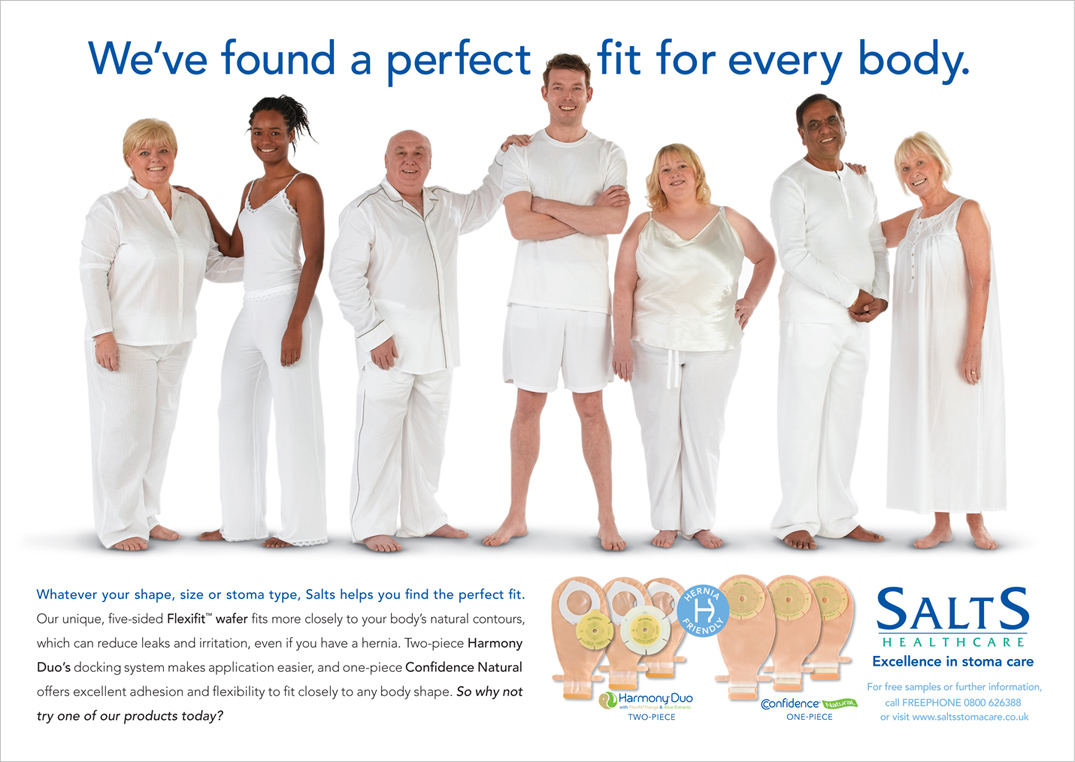 We've found a perfect fit for every body.
Whatever your shape, size or stoma type, Salts helps you find the perfect fit.
Our unique, five-sided Flexifit™ wafer fits more closely to your body's natural contours,
which can reduce leaks and irritation, even if you have a hernia. Two-piece Harmony
Duo's docking system makes application easier, and one-piece Confidence Natural
offers excellent adhesion and flexibility to fit closely to any body shape. So why not
try one of our products today?
HERNIA
H
FRIENDLY
Harmony Duo
TWO-PIECE
Confidence Natural
ONE-PIECE
SALTS
HEALTHCARE
Excellence in stoma care
For free samples or further information,
call FREEPHONE 0800 626388
or visit www.saltsstomacare.co.uk